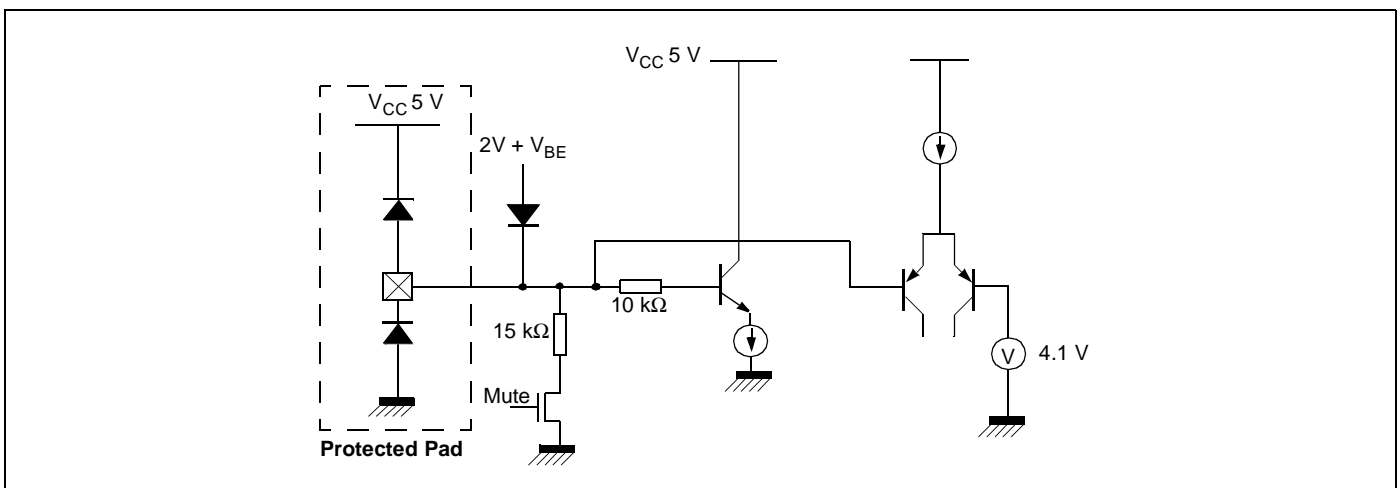 V_CC 5 V
V_CC 5 V
2V + V_BE
10 kΩ
15 kΩ
V 4.1 V
Mute
Protected Pad